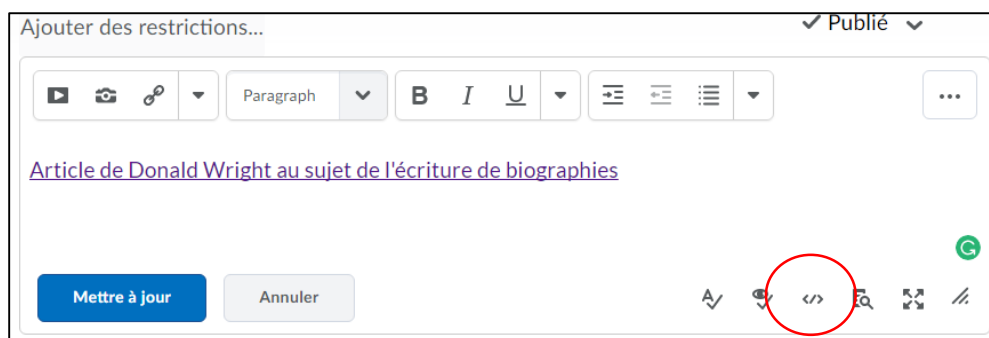 Ajouter des restrictions... Publié
Paragraph B I U ...
Article de Donald Wright au sujet de l'écriture de biographies
G
Mettre à jour Annuler A </>